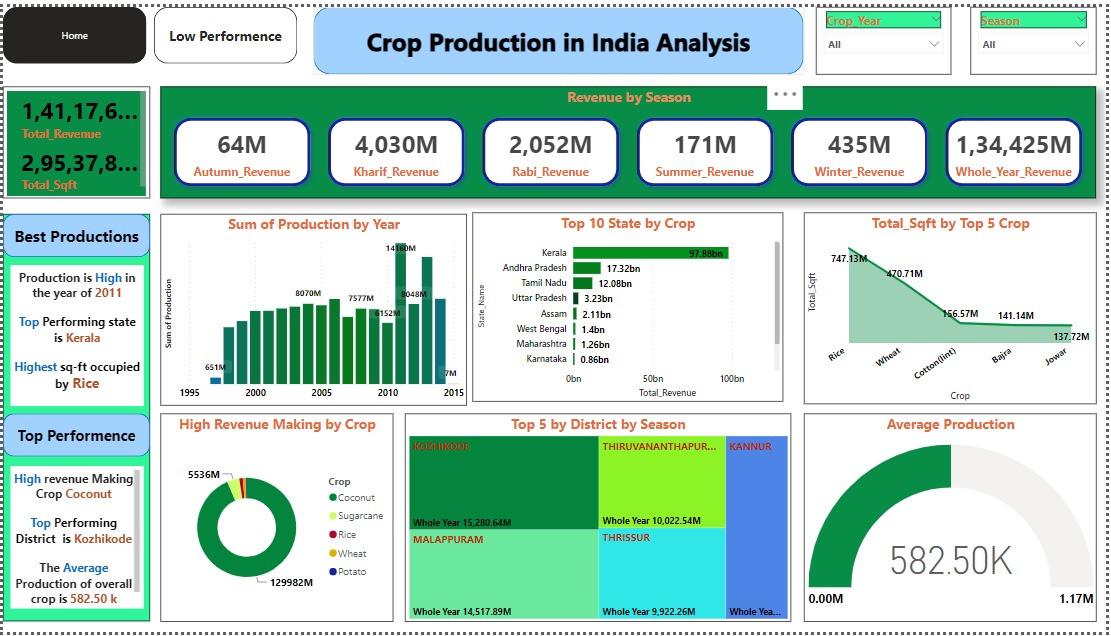 Home
Low Performence
Crop Production in India Analysis
Crop_Year
All
Season
All
1,41,17,6...
Total_Revenue
2,95,37,8...
Total_Sqft
Revenue by Season
64M
Autumn_Revenue
4,030M
Kharif_Revenue
2,052M
Rabi_Revenue
171M
Summer_Revenue
435M
Winter_Revenue
1,34,425M
Whole_Year_Revenue
Best Productions
Production is High in
the year of 2011
Top Performing state
is Kerala
Highest sq-ft occupied
by Rice
Top Performence
High revenue Making
Crop Coconut
Top Performing
District is Kozhikode
The Average
Production of overall
crop is 582.50 k
Sum of Production by Year
Sum of Production
651M
8070M
7577M
6152M
14160M
8048M
7M
1995
2000
2005
2010
2015
Top 10 State by Crop
State_Name
Kerala
97.88bn
Andhra Pradesh
17.32bn
Tamil Nadu
12.08bn
Uttar Pradesh
3.23bn
Assam
2.11bn
West Bengal
1.4bn
Maharashtra
1.26bn
Karnataka
0.86bn
0bn
50bn
100bn
Total_Revenue
Total_Sqft by Top 5 Crop
Total_Sqft
747.13M
470.71M
156.57M
141.14M
137.72M
Rice
Wheat
Cotton(lint)
Bajra
Jowar
Crop
High Revenue Making by Crop
5536M
129982M
Crop
Coconut
Sugarcane
Rice
Wheat
Potato
Top 5 by District by Season
KOZHIKODE
Whole Year 15,280.64M
MALAPPURAM
Whole Year 14,517.89M
THIRUVANANTHAPUR...
Whole Year 10,022.54M
THRISSUR
Whole Year 9,922.26M
KANNUR
Whole Yea...
Average Production
582.50K
0.00M
1.17M